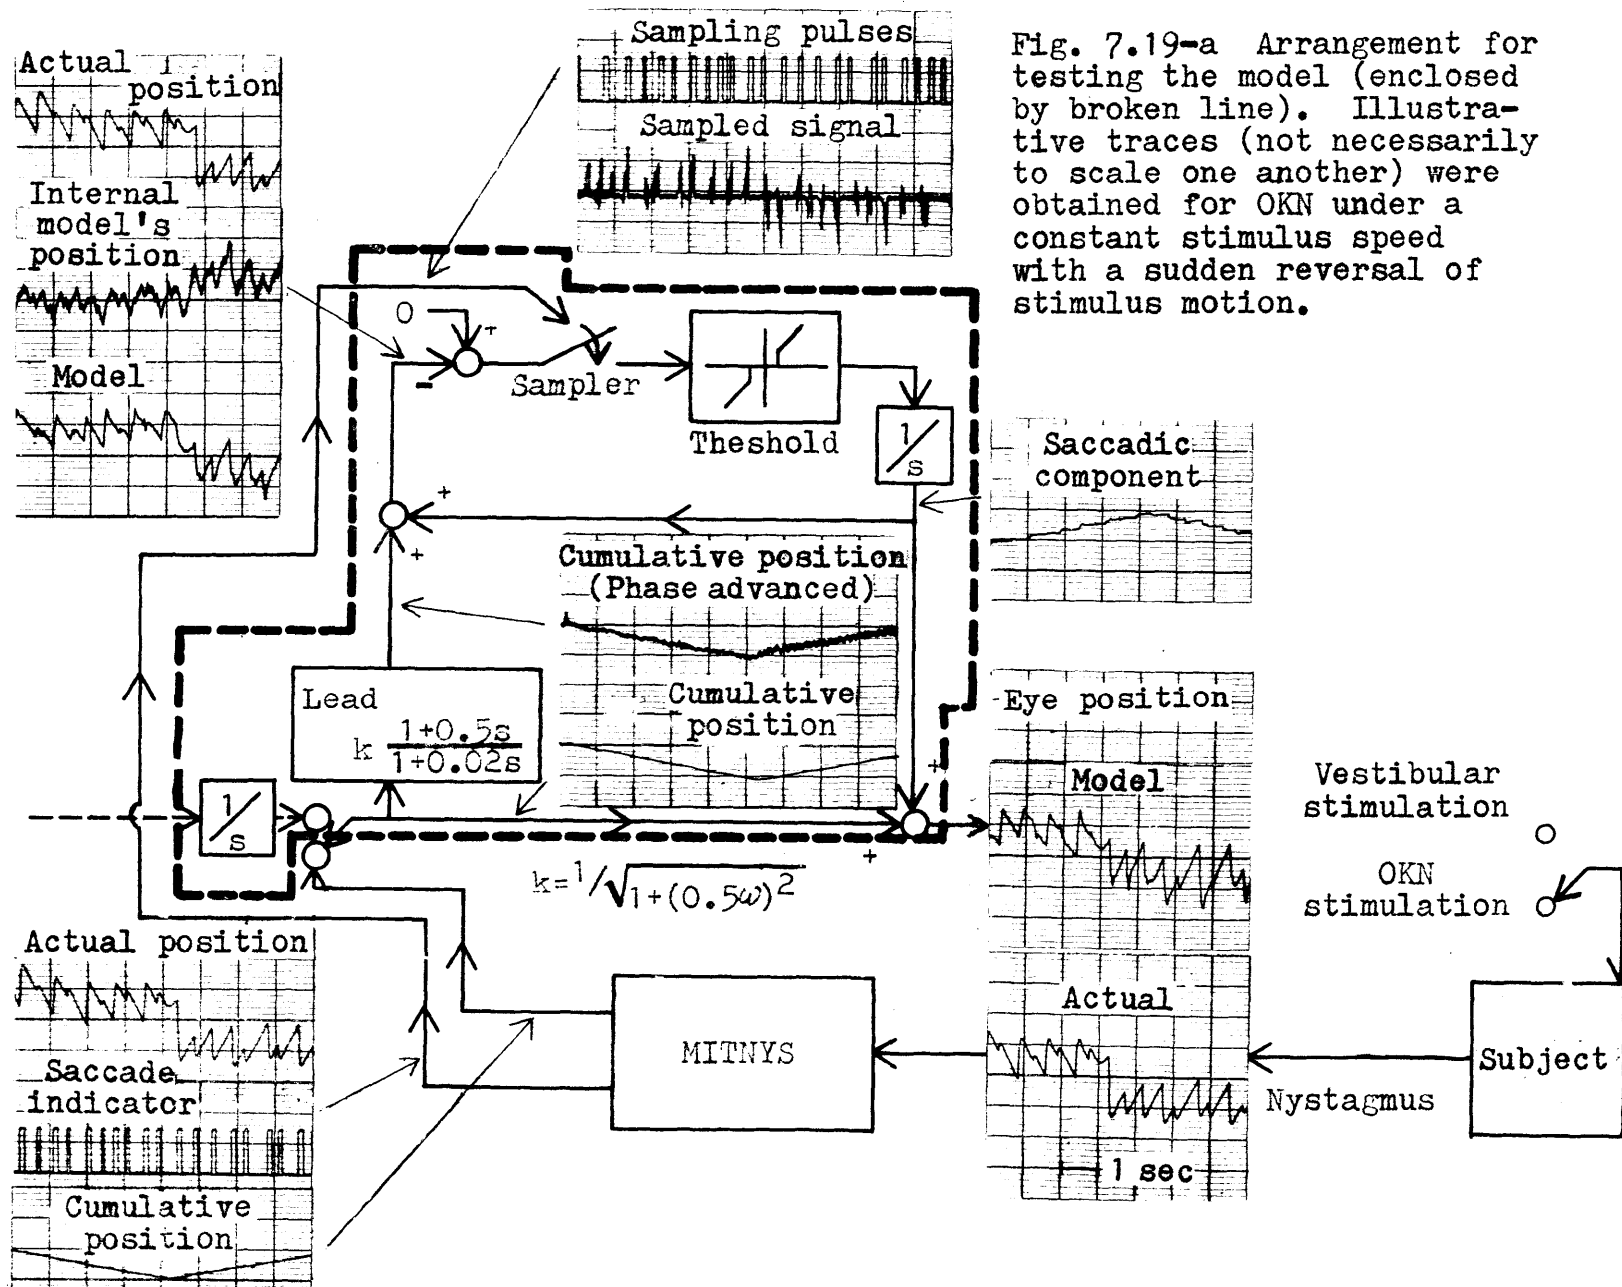 Fig. 7.19-a Arrangement for
testing the model (enclosed
by broken line). Illustra-
tive traces (not necessarily
to scale one another) were
obtained for OKN under a
constant stimulus speed
with a sudden reversal of
stimulus motion.
Actual
position
Internal
model's
position
Model
Sampling pulses
Sampled signal
0
+
-
Sampler
Theshold
1/s
Saccadic
component
+
+
Cumulative position
(Phase advanced)
Cumulative
position
Lead
k 1+0.5s
1+0.02s
1/s
+
+
k=1/√1+(0.5ω)2
Eye position
Model
Actual
1 sec
Vestibular
stimulation
OKN
stimulation
Subject
Nystagmus
MITNYS
Actual position
Saccade
indicator
Cumulative
position